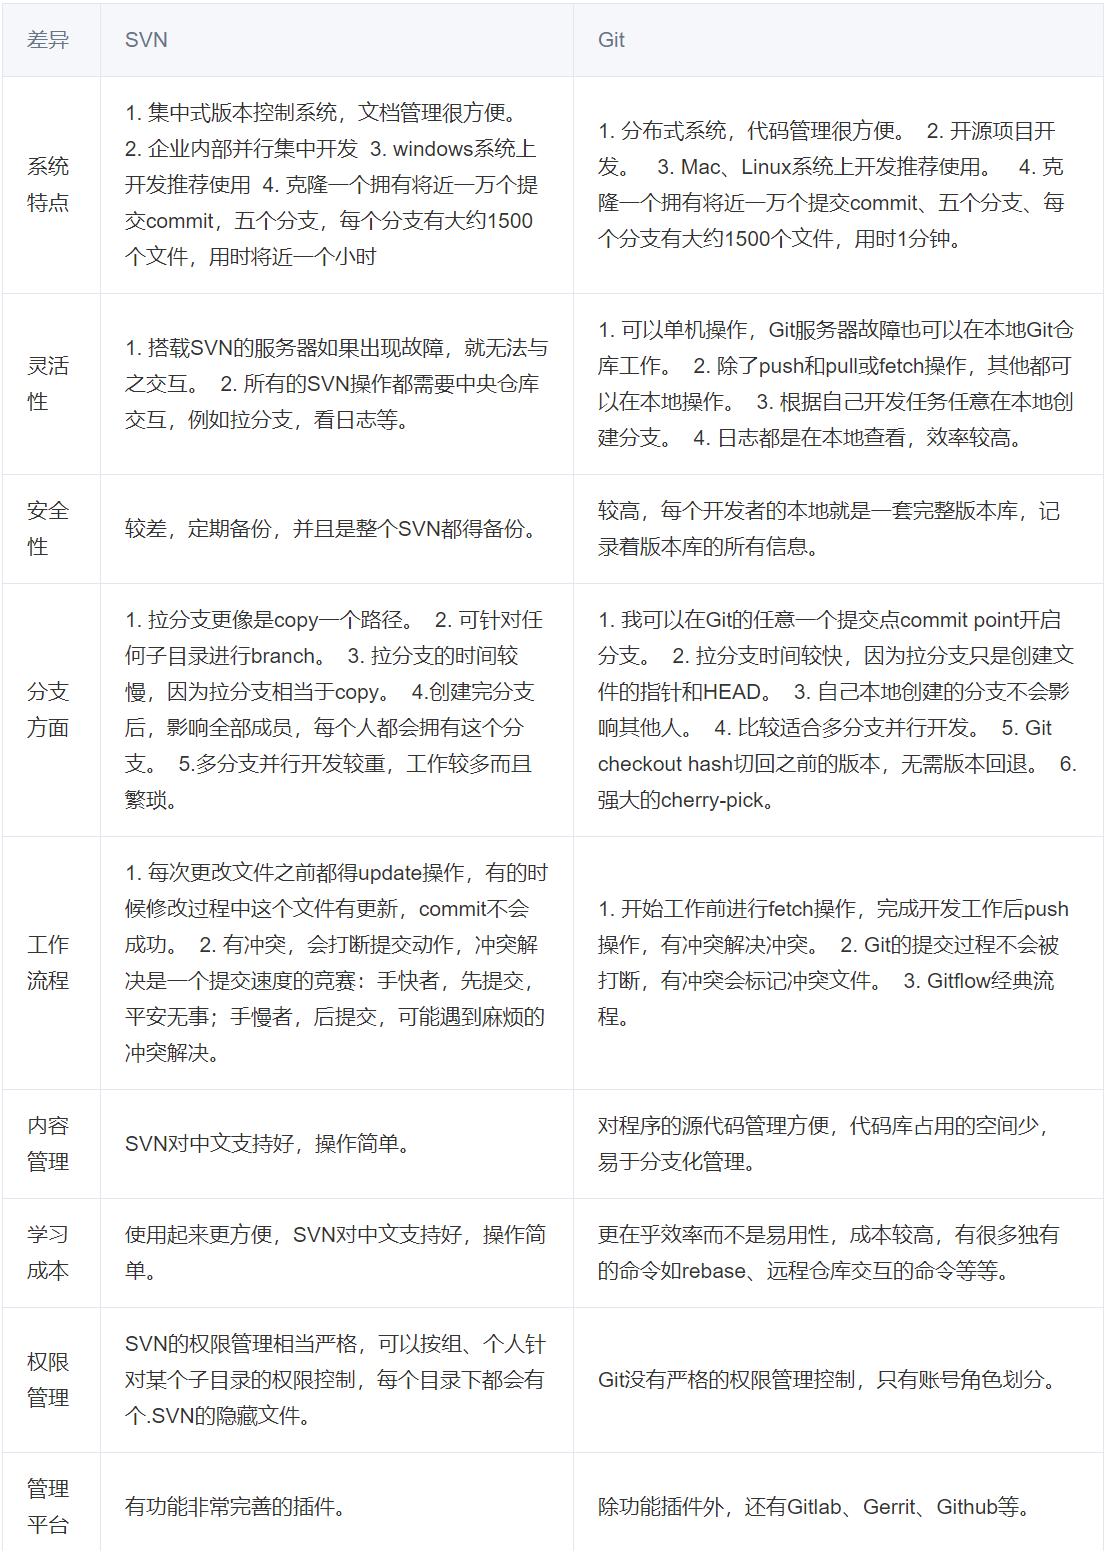 差异
SVN
Git
系统
特点
1. 集中式版本控制系统，文档管理很方便。
2. 企业内部并行集中开发 3. windows系统上
开发推荐使用 4. 克隆一个拥有将近一万个提
交commit，五个分支，每个分支有大约1500
个文件，用时将近一个小时
1. 分布式系统，代码管理很方便。 2. 开源项目开
发。 3. Mac、Linux系统上开发推荐使用。 4. 克
隆一个拥有将近一万个提交commit、五个分支、每
个分支有大约1500个文件，用时1分钟。
灵活
性
1. 搭载SVN的服务器如果出现故障，就无法与
之交互。 2. 所有的SVN操作都需要中央仓库
交互，例如拉分支，看日志等。
1. 可以单机操作，Git服务器故障也可以在本地Git仓
库工作。 2. 除了push和pull或fetch操作，其他都可
以在本地操作。 3. 根据自己开发任务任意在本地创
建分支。 4. 日志都是在本地查看，效率较高。
安全
性
较差，定期备份，并且是整个SVN都得备份。
较高，每个开发者的本地就是一套完整版本库，记
录着版本库的所有信息。
分支
方面
1. 拉分支更像是copy一个路径。 2. 可针对任
何子目录进行branch。 3. 拉分支的时间较
慢，因为拉分支相当于copy。 4.创建完分支
后，影响全部成员，每个人都会拥有这个分
支。 5.多分支并行开发较重，工作较多而且
繁琐。
1. 我可以在Git的任意一个提交点commit point开启
分支。 2. 拉分支时间较快，因为拉分支只是创建文
件的指针和HEAD。 3. 自己本地创建的分支不会影
响其他人。 4. 比较适合多分支并行开发。 5. Git
checkout hash切回之前的版本，无需版本回退。 6.
强大的cherry-pick。
工作
流程
1. 每次更改文件之前都得update操作，有的时
候修改过程中这个文件有更新，commit不会
成功。 2. 有冲突，会打断提交动作，冲突解
决是一个提交速度的竞赛：手快者，先提交，
平安无事；手慢者，后提交，可能遇到麻烦的
冲突解决。
1. 开始工作前进行fetch操作，完成开发工作后push
操作，有冲突解决冲突。 2. Git的提交过程不会被
打断，有冲突会标记冲突文件。 3. Gitflow经典流
程。
内容
管理
SVN对中文支持好，操作简单。
对程序的源代码管理方便，代码库占用的空间少，
易于分支化管理。
学习
成本
使用起来更方便，SVN对中文支持好，操作简
单。
更在乎效率而不是易用性，成本较高，有很多独有
的命令如rebase、远程仓库交互的命令等等。
权限
管理
SVN的权限管理相当严格，可以按组、个人针
对某个子目录的权限控制，每个目录下都会有
个.SVN的隐藏文件。
Git没有严格的权限管理控制，只有账号角色划分。
管理
平台
有功能非常完善的插件。
除功能插件外，还有Gitlab、Gerrit、Github等。